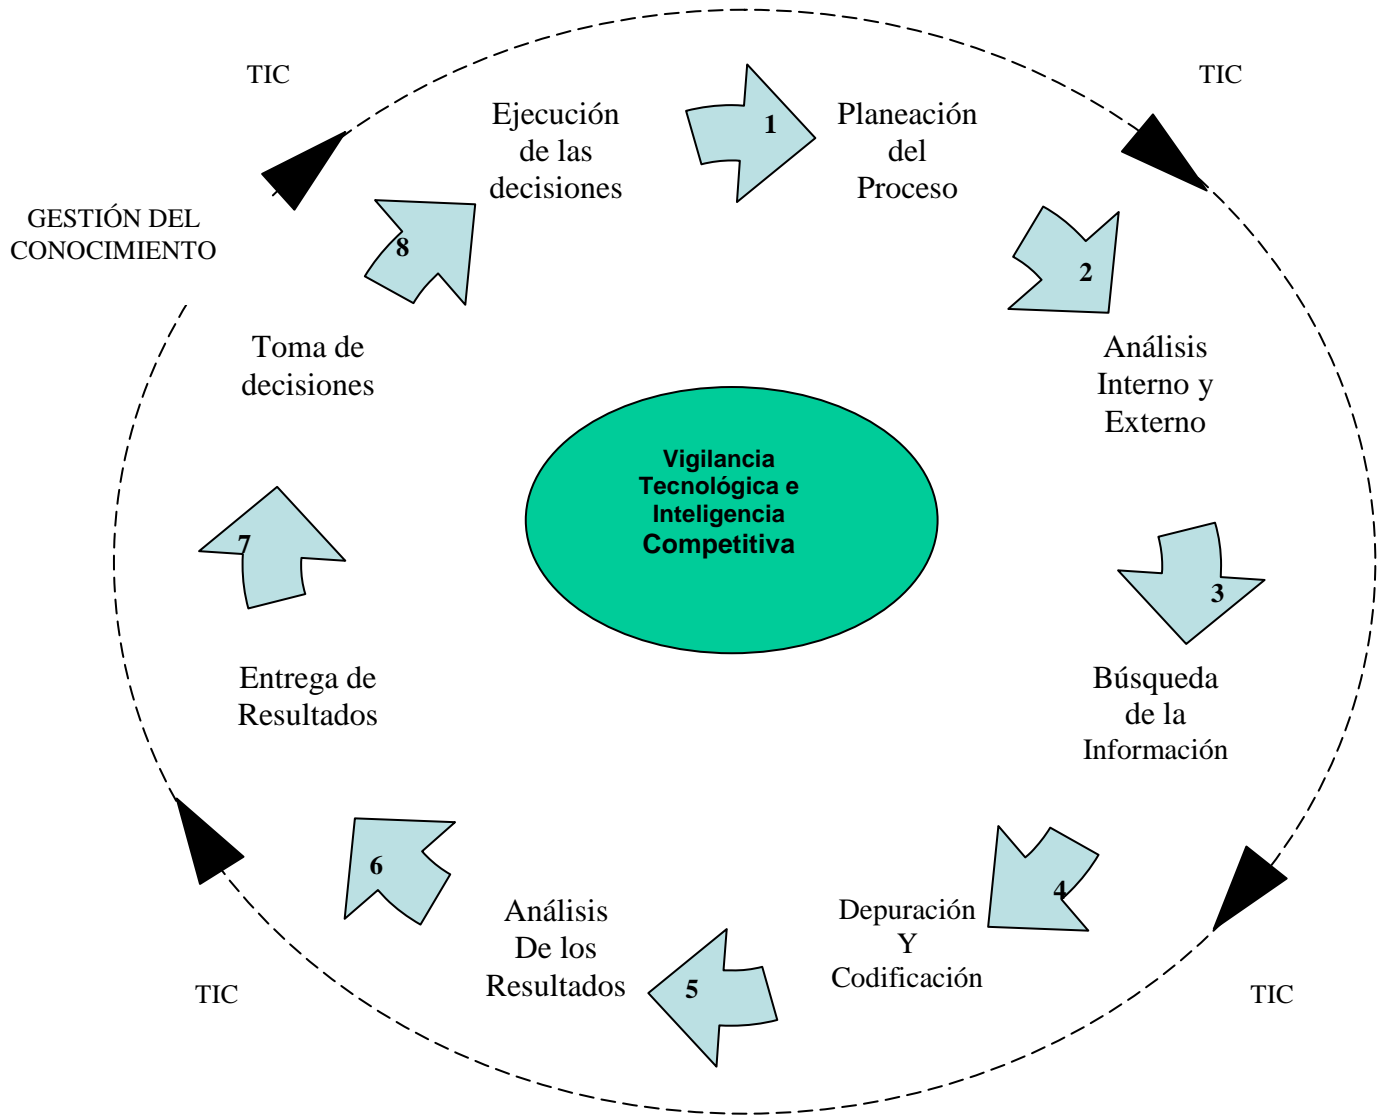 TIC
TIC
Ejecución
de las
decisiones
1
Planeación
del
Proceso
GESTIÓN DEL
CONOCIMIENTO
8
2
Toma de
decisiones
Análisis
Interno y
Externo
Vigilancia
Tecnológica e
Inteligencia
Competitiva
7
3
Entrega de
Resultados
Búsqueda
de la
Información
6
4
Análisis
De los
Resultados
5
Depuración
Y
Codificación
TIC
TIC